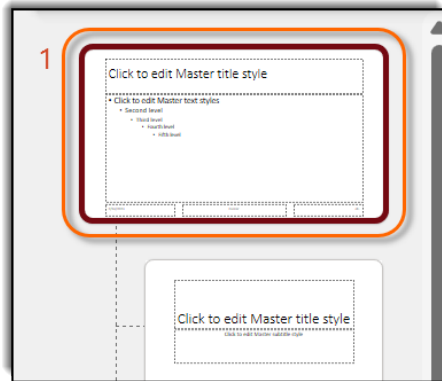 1
Click to edit Master title style
• Click to edit Master text styles
• Second level
• Third level
• Fourth level
• Fifth level
Click to edit Master title style
Click to edit Master subtitle style